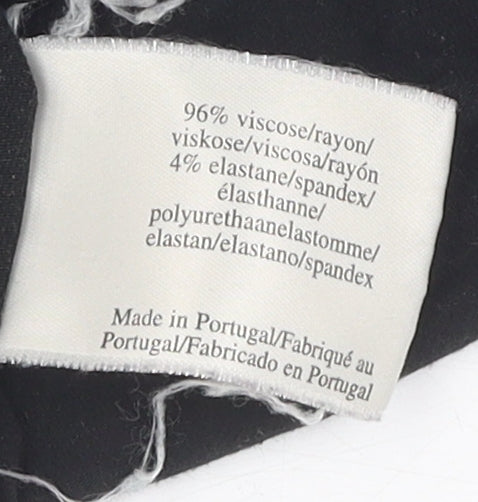 96% viscose/rayon/
viskose/viscosa/rayón
4% elastane/spandex/
élasthanne/
polyurethaanelastomme/
elastan/elastano/spandex
Made in Portugal/Fabriqué au
Portugal/Fabricado en Portugal